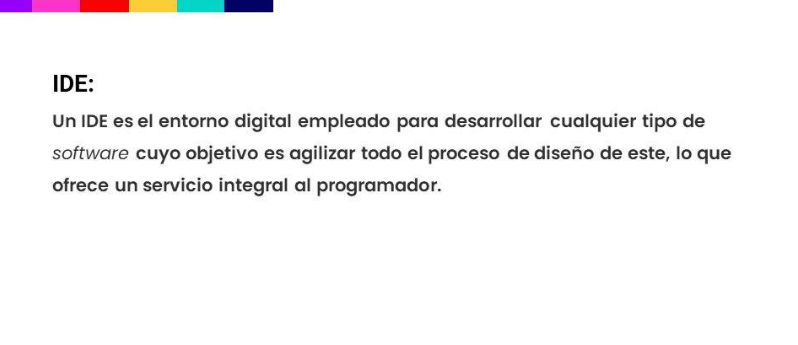 IDE:
Un IDE es el entorno digital empleado para desarrollar cualquier tipo de
software cuyo objetivo es agilizar todo el proceso de diseño de este, lo que
ofrece un servicio integral al programador.